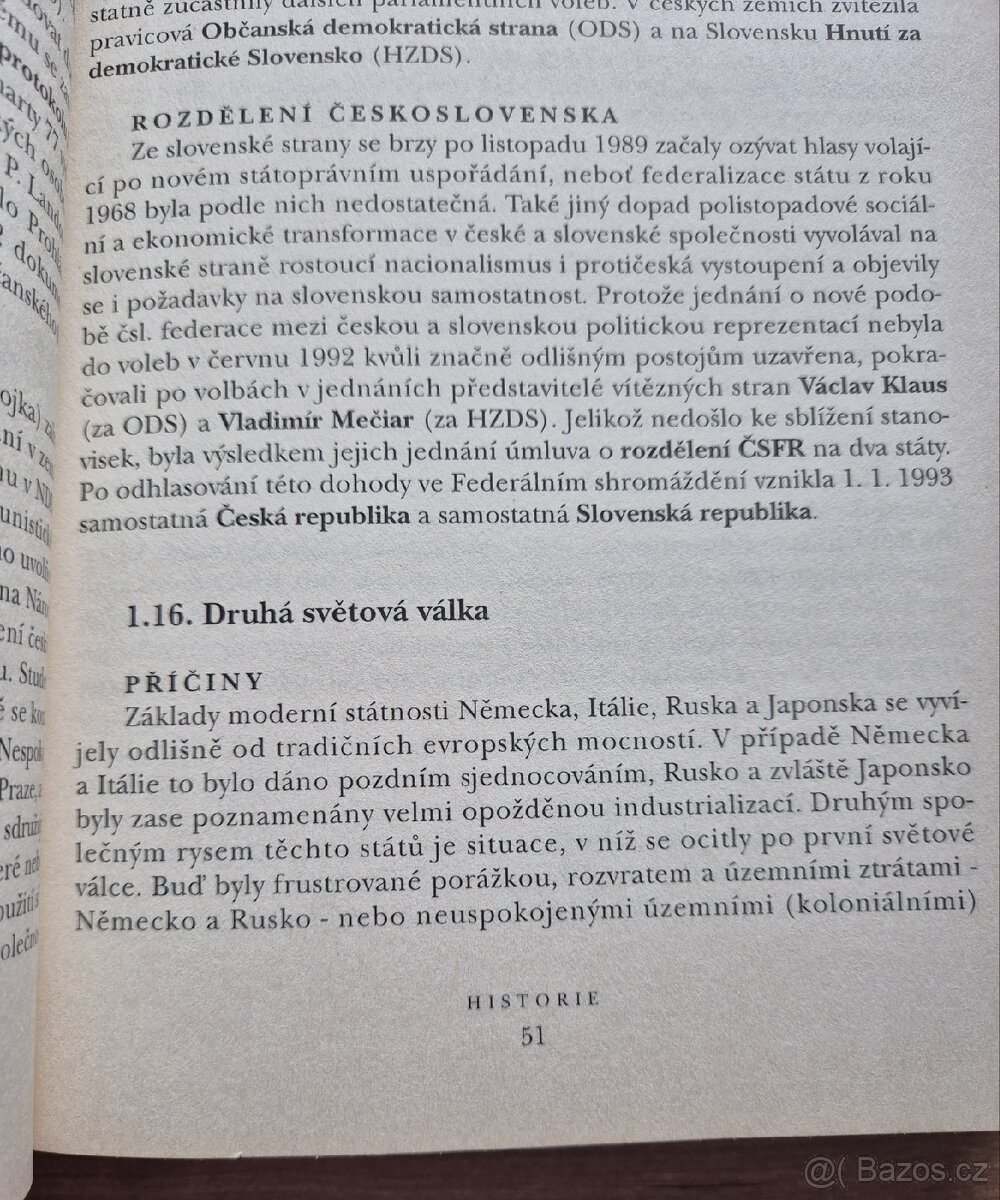 statně zúčastnily dalších parlamentních voleb. V českých zemích zvítězila
pravicová Občanská demokratická strana (ODS) a na Slovensku Hnutí za
demokratické Slovensko (HZDS).
ROZDĚLENÍ ČESKOSLOVENSKA
Ze slovenské strany se brzy po listopadu 1989 začaly ozývat hlasy volají-
cí po novém státoprávním uspořádání, neboť federalizace státu z roku
1968 byla podle nich nedostatečná. Také jiný dopad polistopadové sociál-
ní a ekonomické transformace v české a slovenské společnosti vyvolával na
slovenské straně rostoucí nacionalismus i protičeská vystoupení a objevily
se i požadavky na slovenskou samostatnost. Protože jednání o nové podo-
bě čsl. federace mezi českou a slovenskou politickou reprezentací nebyla
do voleb v červnu 1992 kvůli značně odlišným postojům uzavřena, pokra-
čovali po volbách v jednáních představitelé vítězných stran Václav Klaus
(za ODS) a Vladimír Mečiar (za HZDS). Jelikož nedošlo ke sblížení stano-
visek, byla výsledkem jejich jednání úmluva o rozdělení ČSFR na dva státy.
Po odhlasování této dohody ve Federálním shromáždění vznikla 1. 1. 1993
samostatná Česká republika a samostatná Slovenská republika.
1.16. Druhá světová válka
PŘÍČINY
Základy moderní státnosti Německa, Itálie, Ruska a Japonska se vyví-
jely odlišně od tradičních evropských mocností. V případě Německa
a Itálie to bylo dáno pozdním sjednocováním, Rusko a zvláště Japonsko
byly zase poznamenány velmi opožděnou industrializací. Druhým spo-
lečným rysem těchto států je situace, v níž se ocitly po první světové
válce. Buď byly frustrované porážkou, rozvratem a územními ztrátami -
Německo a Rusko - nebo neuspokojenými územními (koloniálními)
HISTORIE
51
@( Bazos.cz